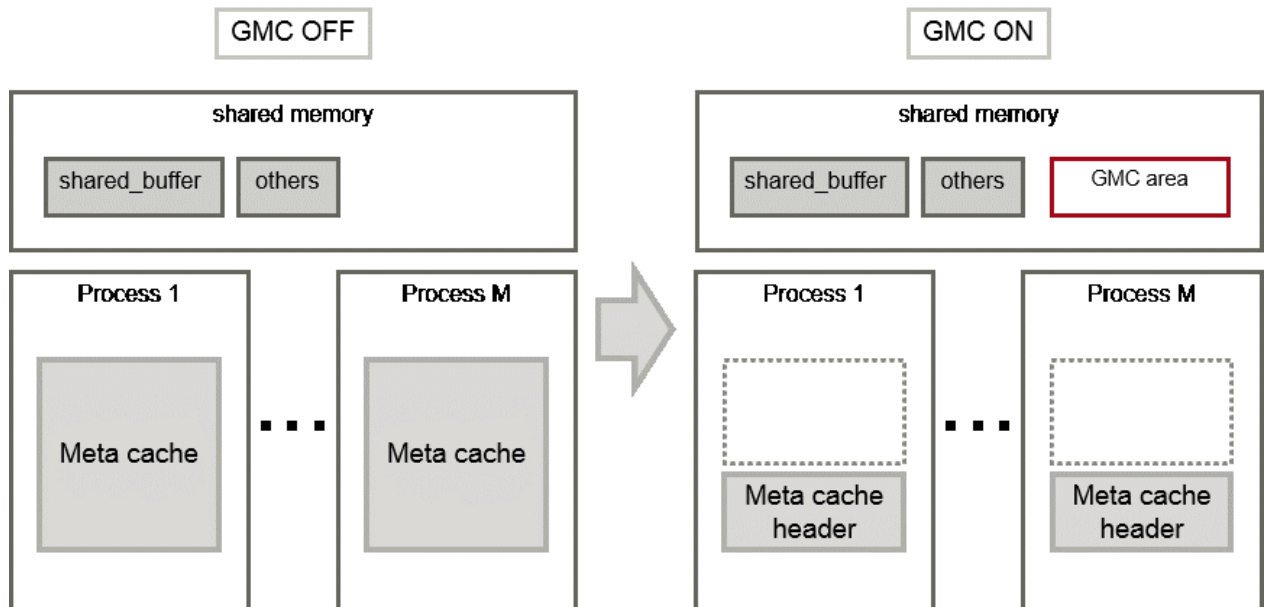 GMC OFF
GMC ON
shared memory
shared_buffer
others
shared memory
shared_buffer
others
GMC area
Process 1
Process M
Meta cache
Meta cache
Process 1
Process M
Meta cache
header
Meta cache
header